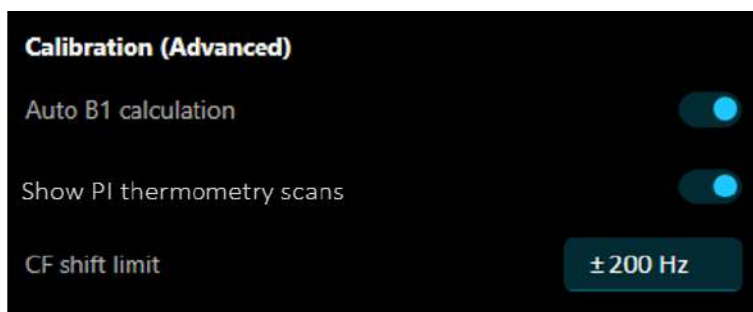 Calibration (Advanced)
Auto B1 calculation
Show PI thermometry scans
CF shift limit ± 200 Hz